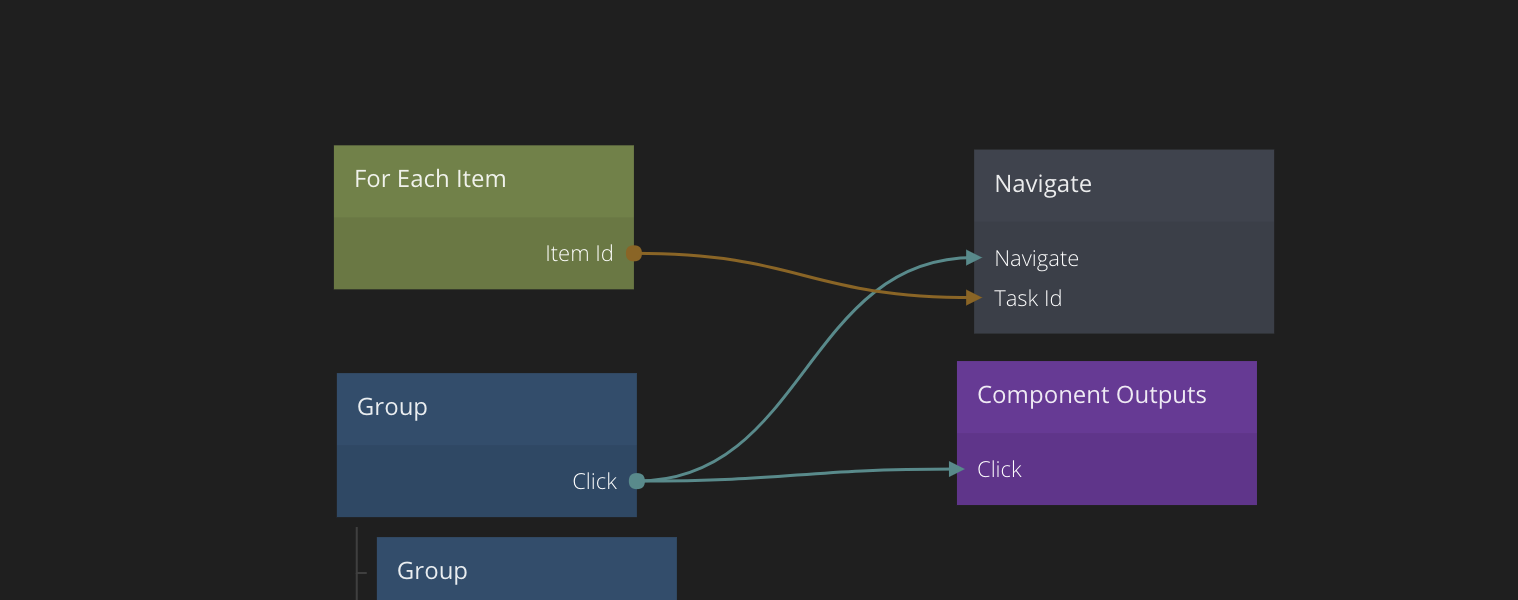 For Each Item
Item Id
Navigate
Navigate
Task Id
Group
Click
Component Outputs
Click
Group